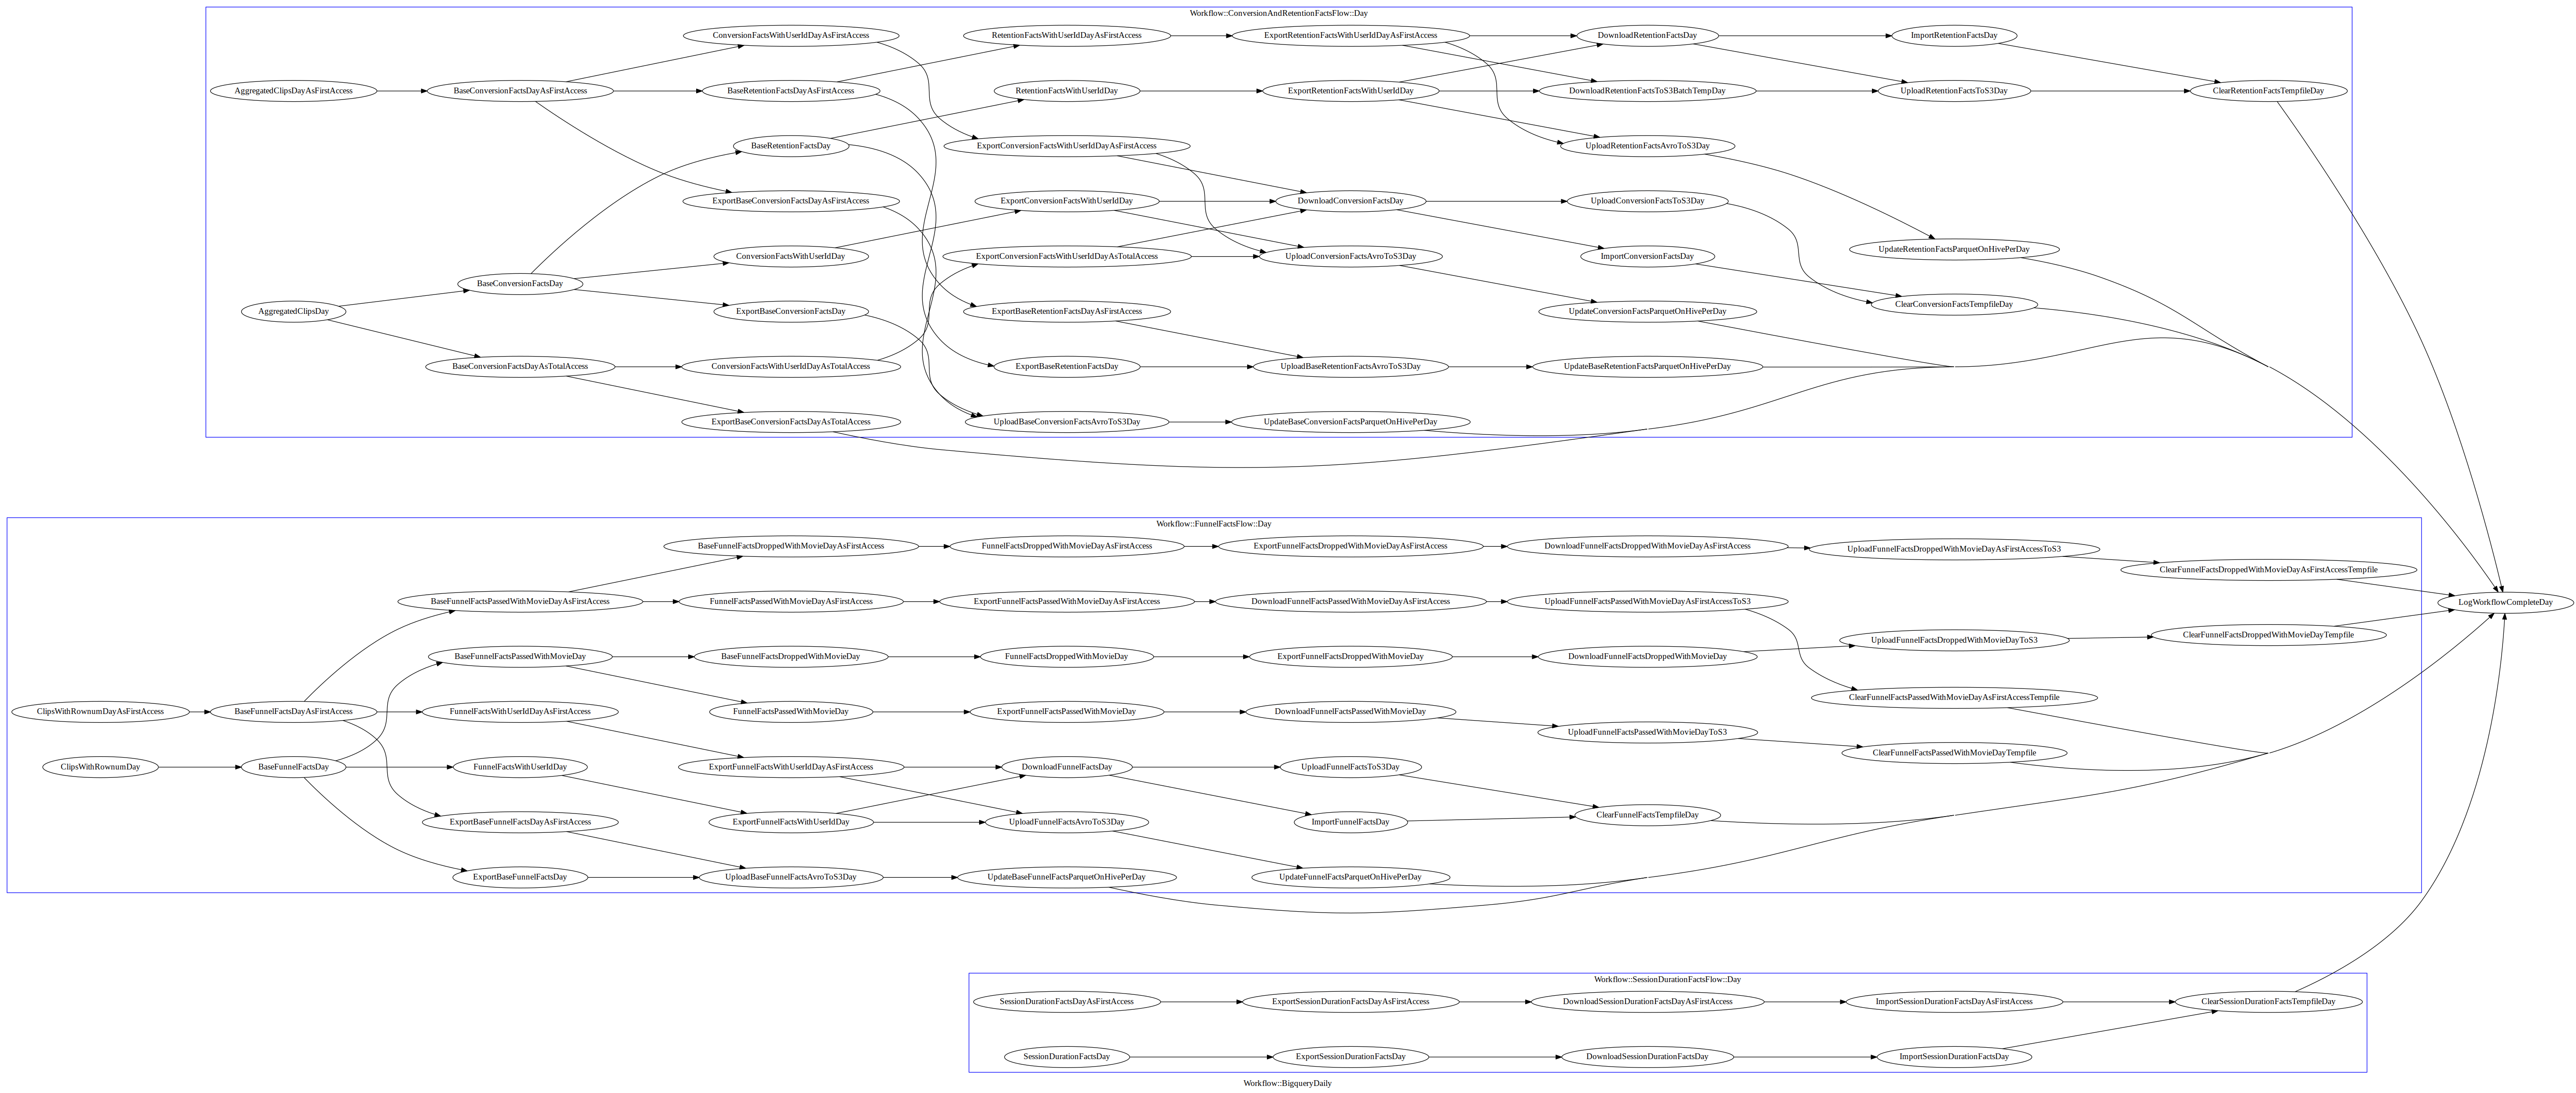 Workflow::ConversionAndRetentionFactsFlow::Day
ConversionFactsWithUserIdDayAsFirstAccess
RetentionFactsWithUserIdDayAsFirstAccess
ExportRetentionFactsWithUserIdDayAsFirstAccess
DownloadRetentionFactsDay
ImportRetentionFactsDay
AggregatedClipsDayAsFirstAccess
BaseConversionFactsDayAsFirstAccess
BaseRetentionFactsDayAsFirstAccess
RetentionFactsWithUserIdDay
ExportRetentionFactsWithUserIdDay
DownloadRetentionFactsToS3BatchTempDay
UploadRetentionFactsToS3Day
ClearRetentionFactsTempfileDay
BaseRetentionFactsDay
ExportConversionFactsWithUserIdDayAsFirstAccess
UploadRetentionFactsAvroToS3Day
ExportBaseConversionFactsDayAsFirstAccess
ExportConversionFactsWithUserIdDay
DownloadConversionFactsDay
UploadConversionFactsToS3Day
UpdateRetentionFactsParquetOnHivePerDay
ConversionFactsWithUserIdDay
ExportConversionFactsWithUserIdDayAsTotalAccess
UploadConversionFactsAvroToS3Day
ImportConversionFactsDay
BaseConversionFactsDay
ClearConversionFactsTempfileDay
AggregatedClipsDay
ExportBaseConversionFactsDay
ExportBaseRetentionFactsDayAsFirstAccess
UpdateConversionFactsParquetOnHivePerDay
BaseConversionFactsDayAsTotalAccess
ConversionFactsWithUserIdDayAsTotalAccess
ExportBaseRetentionFactsDay
UploadBaseRetentionFactsAvroToS3Day
UpdateBaseRetentionFactsParquetOnHivePerDay
ExportBaseConversionFactsDayAsTotalAccess
UploadBaseConversionFactsAvroToS3Day
UpdateBaseConversionFactsParquetOnHivePerDay
Workflow::FunnelFactsFlow::Day
BaseFunnelFactsDroppedWithMovieDayAsFirstAccess
FunnelFactsDroppedWithMovieDayAsFirstAccess
ExportFunnelFactsDroppedWithMovieDayAsFirstAccess
DownloadFunnelFactsDroppedWithMovieDayAsFirstAccess
UploadFunnelFactsDroppedWithMovieDayAsFirstAccessToS3
ClearFunnelFactsDroppedWithMovieDayAsFirstAccessTempfile
BaseFunnelFactsPassedWithMovieDayAsFirstAccess
FunnelFactsPassedWithMovieDayAsFirstAccess
ExportFunnelFactsPassedWithMovieDayAsFirstAccess
DownloadFunnelFactsPassedWithMovieDayAsFirstAccess
UploadFunnelFactsPassedWithMovieDayAsFirstAccessToS3
LogWorkflowCompleteDay
UploadFunnelFactsDroppedWithMovieDayToS3
ClearFunnelFactsDroppedWithMovieDayTempfile
BaseFunnelFactsPassedWithMovieDay
BaseFunnelFactsDroppedWithMovieDay
FunnelFactsDroppedWithMovieDay
ExportFunnelFactsDroppedWithMovieDay
DownloadFunnelFactsDroppedWithMovieDay
ClearFunnelFactsPassedWithMovieDayAsFirstAccessTempfile
ClipsWithRownumDayAsFirstAccess
BaseFunnelFactsDayAsFirstAccess
FunnelFactsWithUserIdDayAsFirstAccess
FunnelFactsPassedWithMovieDay
ExportFunnelFactsPassedWithMovieDay
DownloadFunnelFactsPassedWithMovieDay
UploadFunnelFactsPassedWithMovieDayToS3
ClearFunnelFactsPassedWithMovieDayTempfile
ClipsWithRownumDay
BaseFunnelFactsDay
FunnelFactsWithUserIdDay
ExportFunnelFactsWithUserIdDayAsFirstAccess
DownloadFunnelFactsDay
UploadFunnelFactsToS3Day
ClearFunnelFactsTempfileDay
ExportBaseFunnelFactsDayAsFirstAccess
ExportFunnelFactsWithUserIdDay
UploadFunnelFactsAvroToS3Day
ImportFunnelFactsDay
ExportBaseFunnelFactsDay
UploadBaseFunnelFactsAvroToS3Day
UpdateBaseFunnelFactsParquetOnHivePerDay
UpdateFunnelFactsParquetOnHivePerDay
Workflow::SessionDurationFactsFlow::Day
SessionDurationFactsDayAsFirstAccess
ExportSessionDurationFactsDayAsFirstAccess
DownloadSessionDurationFactsDayAsFirstAccess
ImportSessionDurationFactsDayAsFirstAccess
ClearSessionDurationFactsTempfileDay
SessionDurationFactsDay
ExportSessionDurationFactsDay
DownloadSessionDurationFactsDay
ImportSessionDurationFactsDay
Workflow::BigqueryDaily